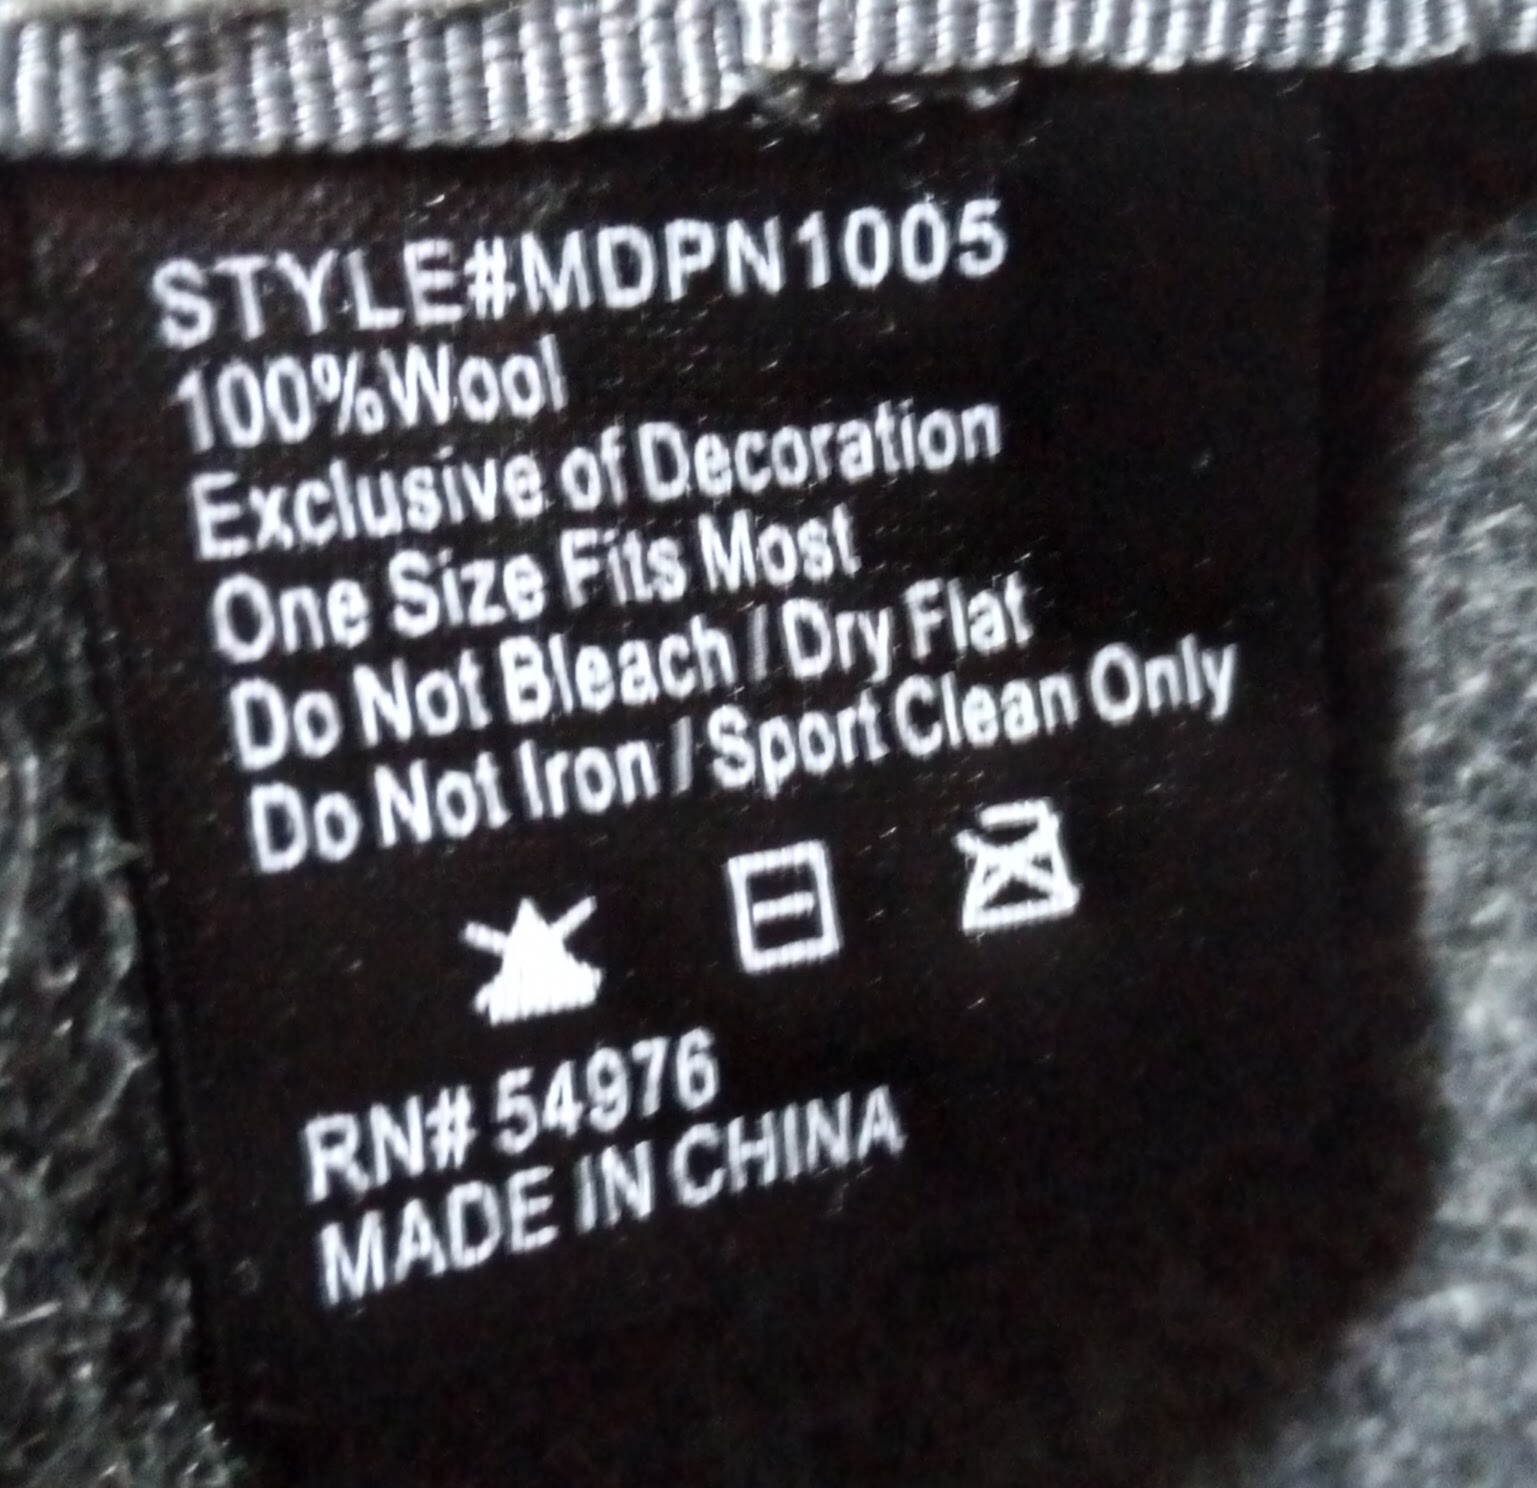 STYLE#MDPN1005
100%Wool
Exclusive of Decoration
One Size Fits Most
Do Not Bleach / Dry Flat
Do Not Iron / Sport Clean Only
RN# 54976
MADE IN CHINA